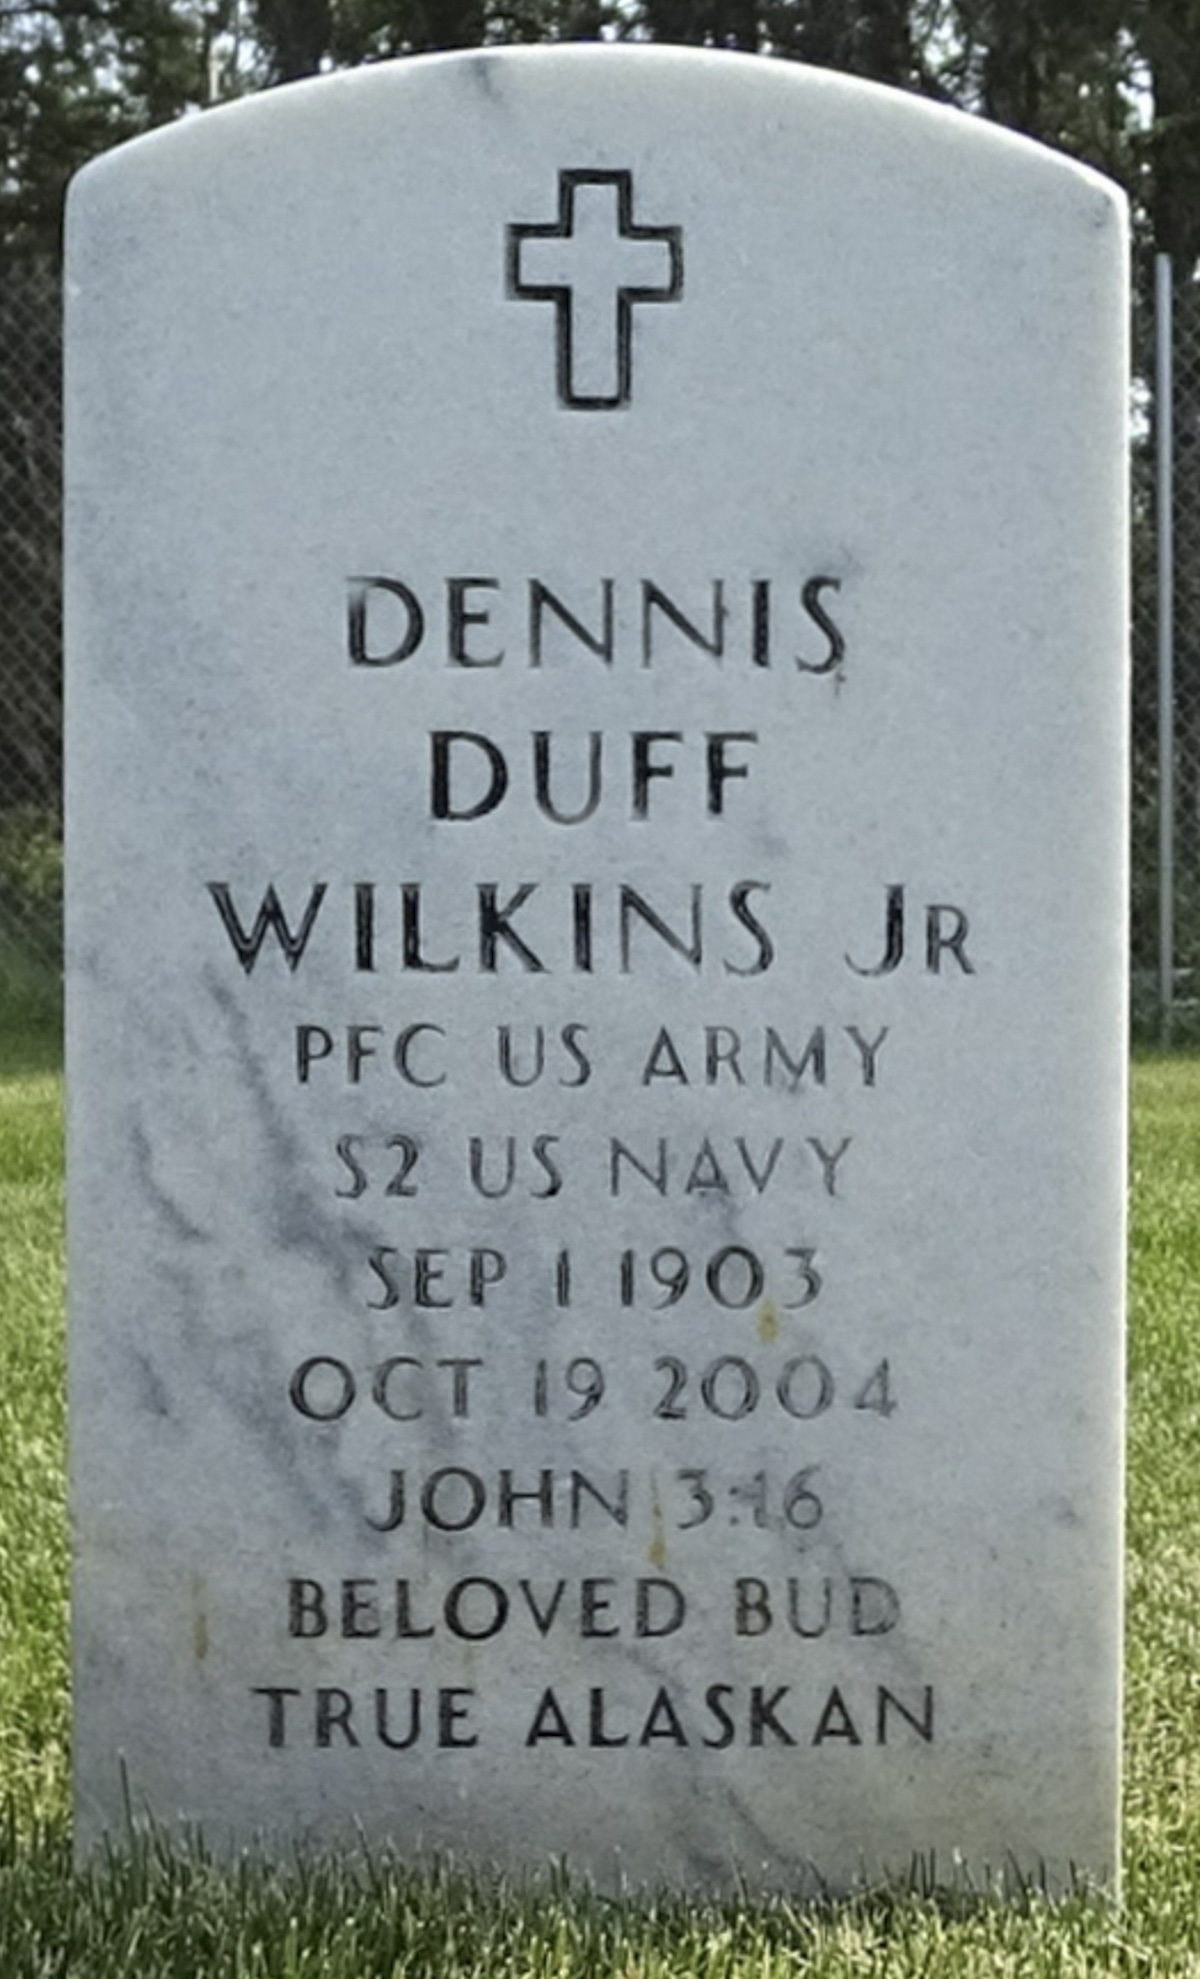 DENNIS
DUFF
WILKINS JR
PFC US ARMY
S2 US NAVY
SEP 1 1903
OCT 19 2004
JOHN 3:16
BELOVED BUD
TRUE ALASKAN